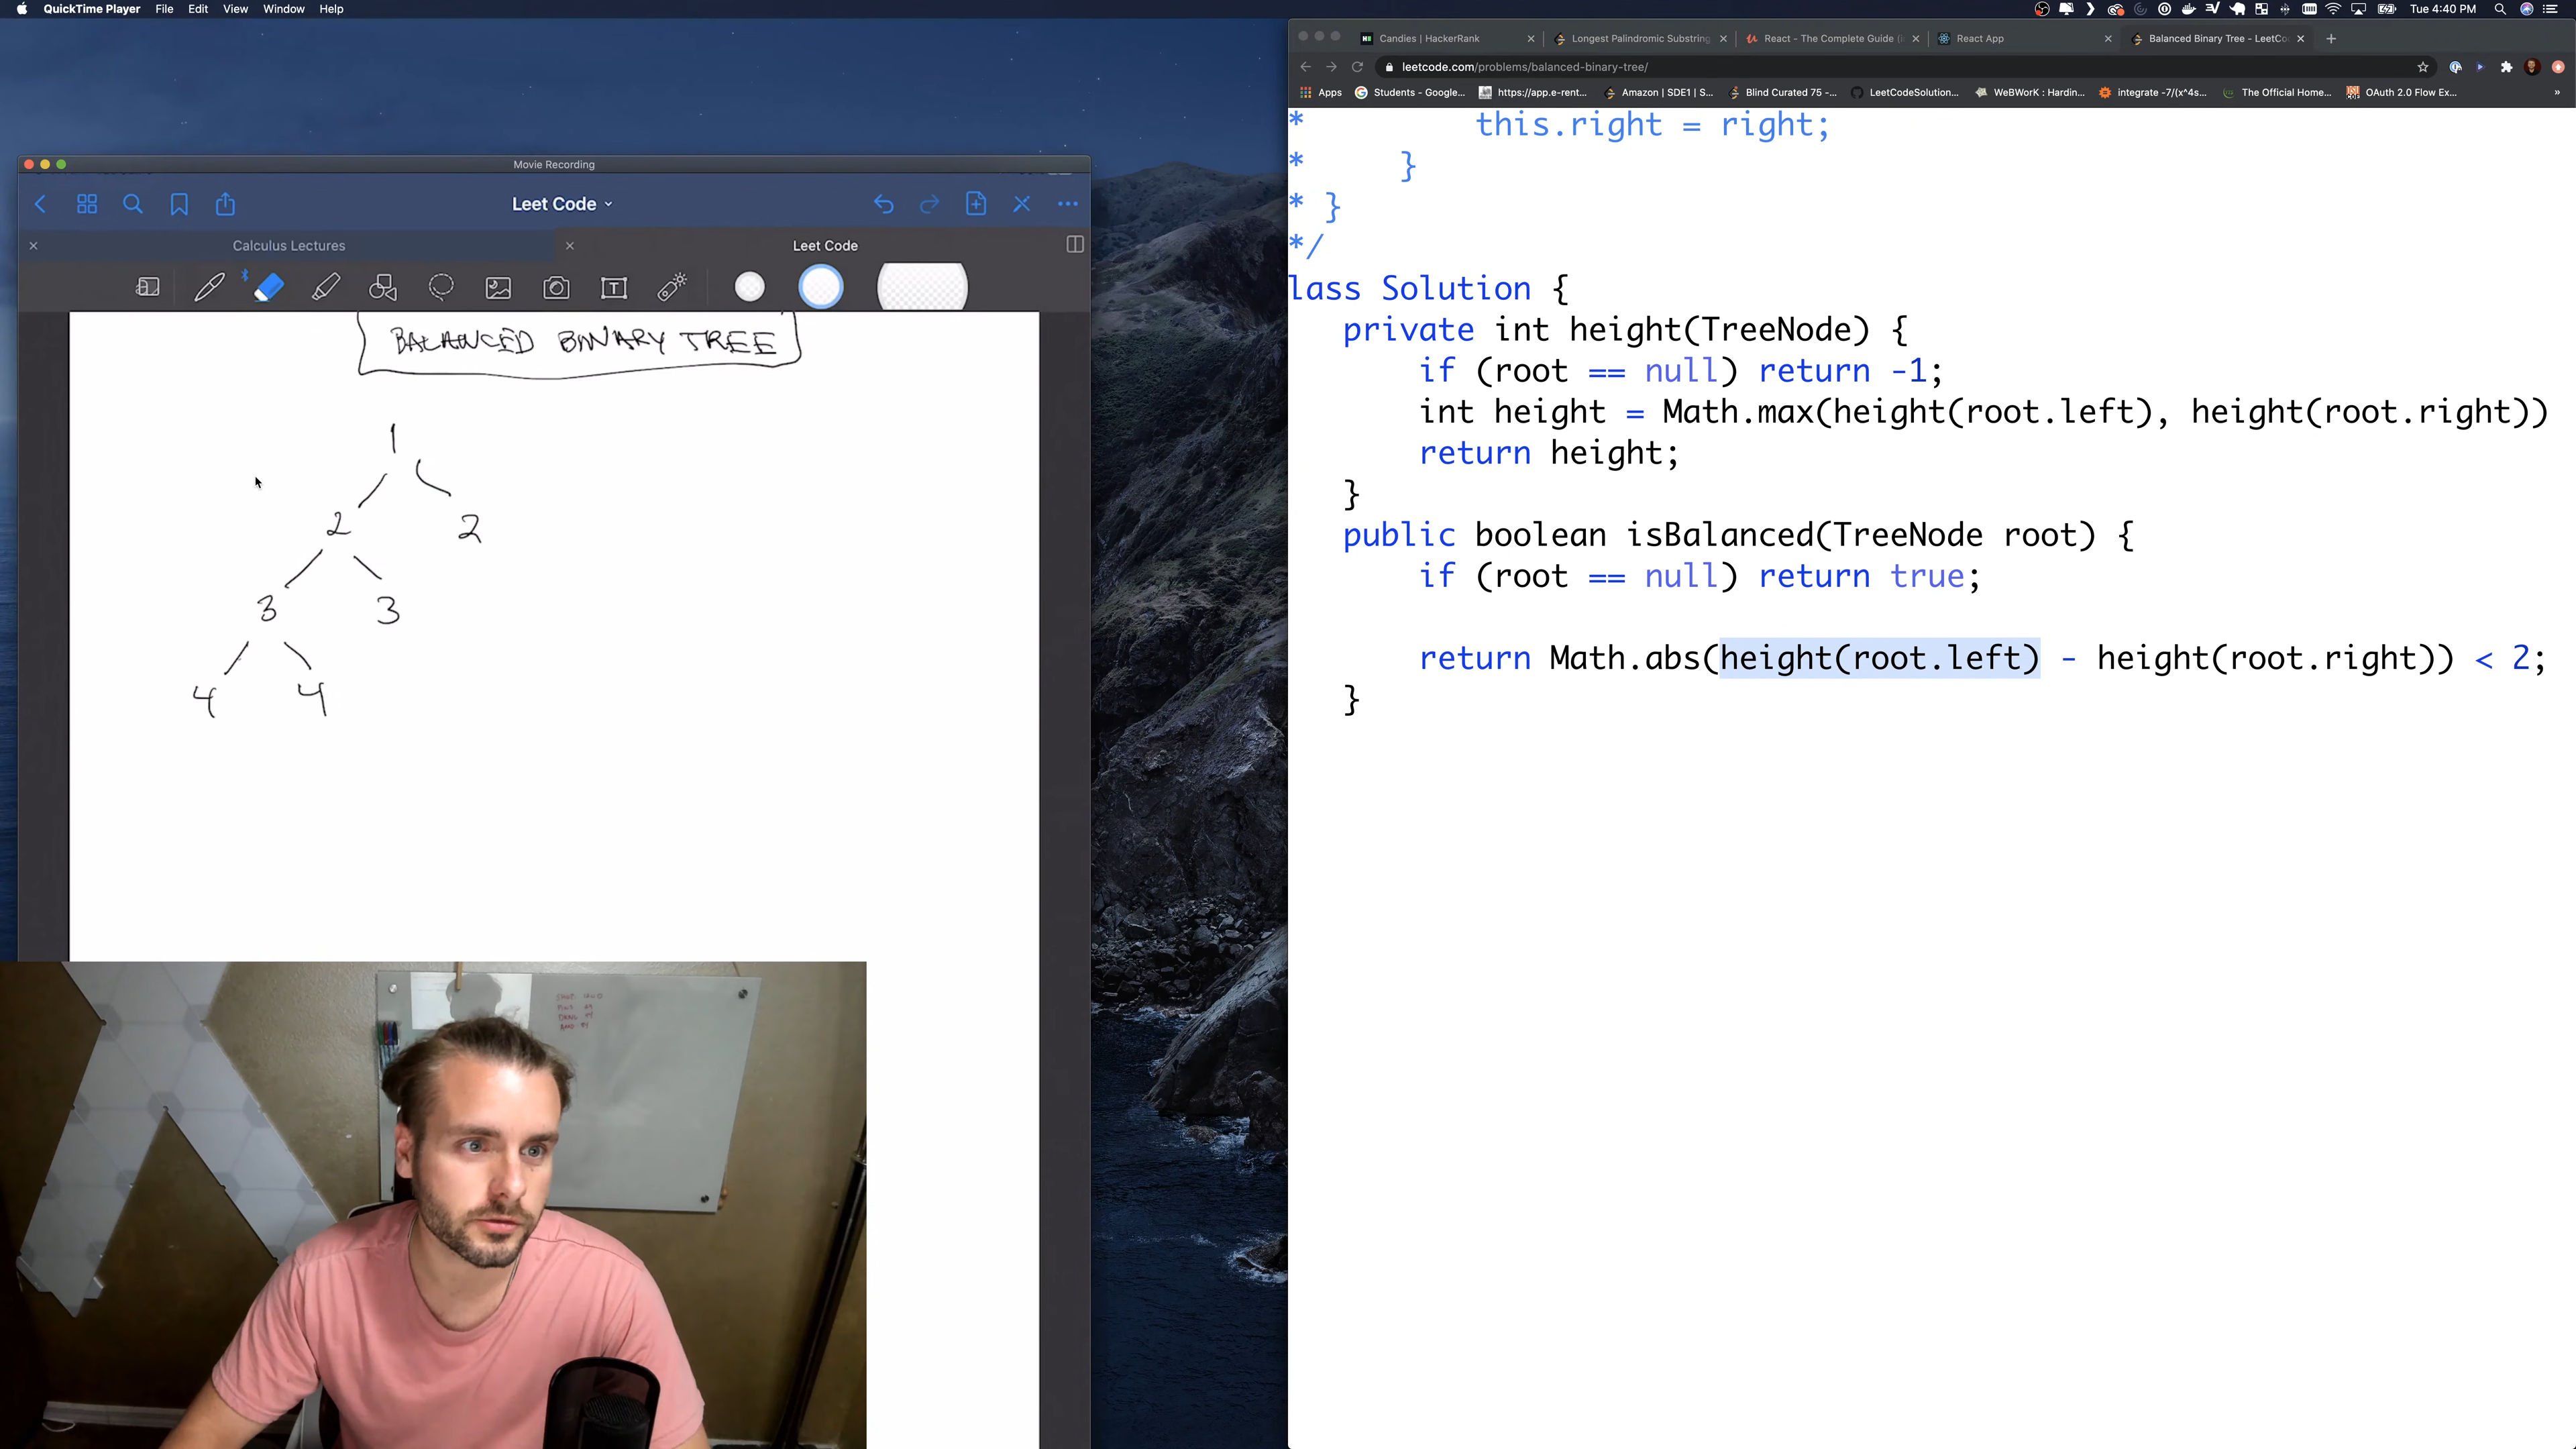 QuickTime Player File Edit View Window Help
Tue 4:40 PM
Movie Recording
Leet Code
Calculus Lectures
Leet Code
BALANCED BINARY TREE
1
2 2
3 3
4 4
Candies | HackerRank
Longest Palindromic Substring
React - The Complete Guide (i
React App
Balanced Binary Tree - LeetCo
leetcode.com/problems/balanced-binary-tree/
Apps Students - Google... https://app.e-rent... Amazon | SDE1 | S... Blind Curated 75 -... LeetCodeSolution... WeBWorK : Hardin... integrate -7/(x^4s... The Official Home... OAuth 2.0 Flow Ex... »
* this.right = right;
* }
* }
*/
lass Solution {
private int height(TreeNode) {
if (root == null) return -1;
int height = Math.max(height(root.left), height(root.right))
return height;
}
public boolean isBalanced(TreeNode root) {
if (root == null) return true;
return Math.abs(height(root.left) - height(root.right)) < 2;
}